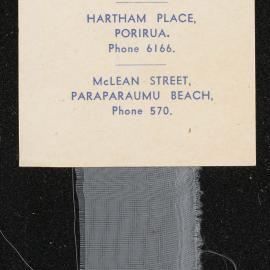 HARTHAM PLACE,
PORIRUA.
Phone 6166.
McLEAN STREET,
PARAPARAUMU BEACH,
Phone 570.